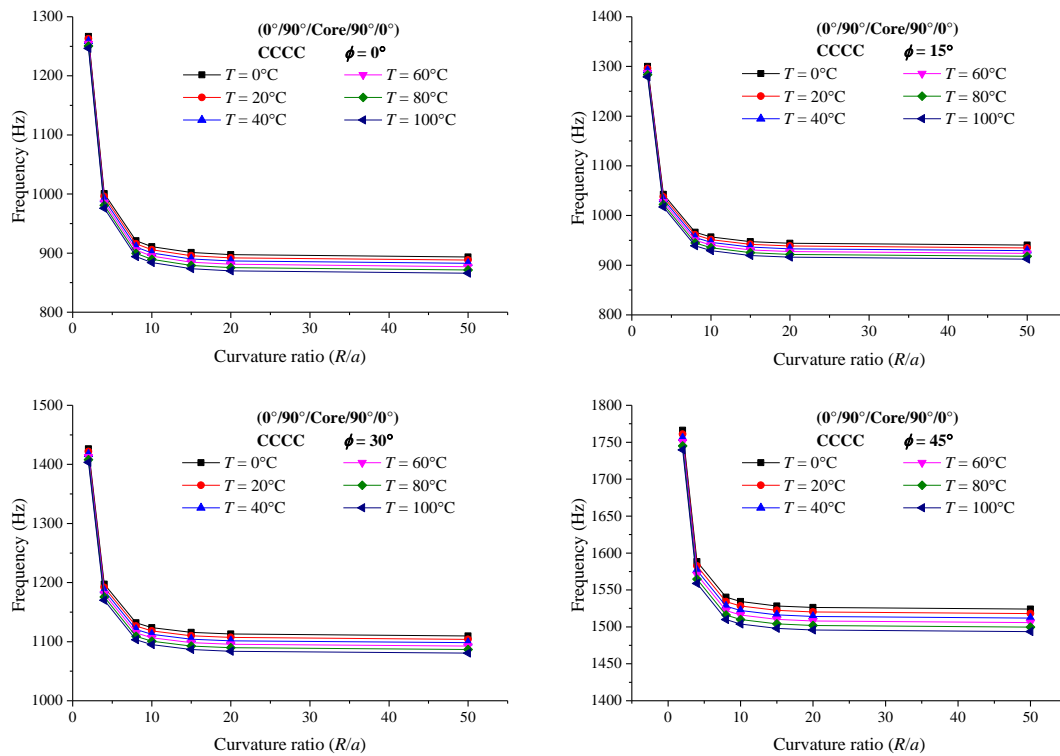 (0°/90°/Core/90°/0°)
CCCC ϕ = 0°
T = 0°C T = 60°C
T = 20°C T = 80°C
T = 40°C T = 100°C
1300
1200
1100
1000
900
800
Frequency (Hz)
0 10 20 30 40 50
Curvature ratio (R/a)
(0°/90°/Core/90°/0°)
CCCC ϕ = 15°
T = 0°C T = 60°C
T = 20°C T = 80°C
T = 40°C T = 100°C
1400
1300
1200
1100
1000
900
800
Frequency (Hz)
0 10 20 30 40 50
Curvature ratio (R/a)
(0°/90°/Core/90°/0°)
CCCC ϕ = 30°
T = 0°C T = 60°C
T = 20°C T = 80°C
T = 40°C T = 100°C
1500
1400
1300
1200
1100
1000
Frequency (Hz)
0 10 20 30 40 50
Curvature ratio (R/a)
(0°/90°/Core/90°/0°)
CCCC ϕ = 45°
T = 0°C T = 60°C
T = 20°C T = 80°C
T = 40°C T = 100°C
1800
1750
1700
1650
1600
1550
1500
1450
1400
Frequency (Hz)
0 10 20 30 40 50
Curvature ratio (R/a)